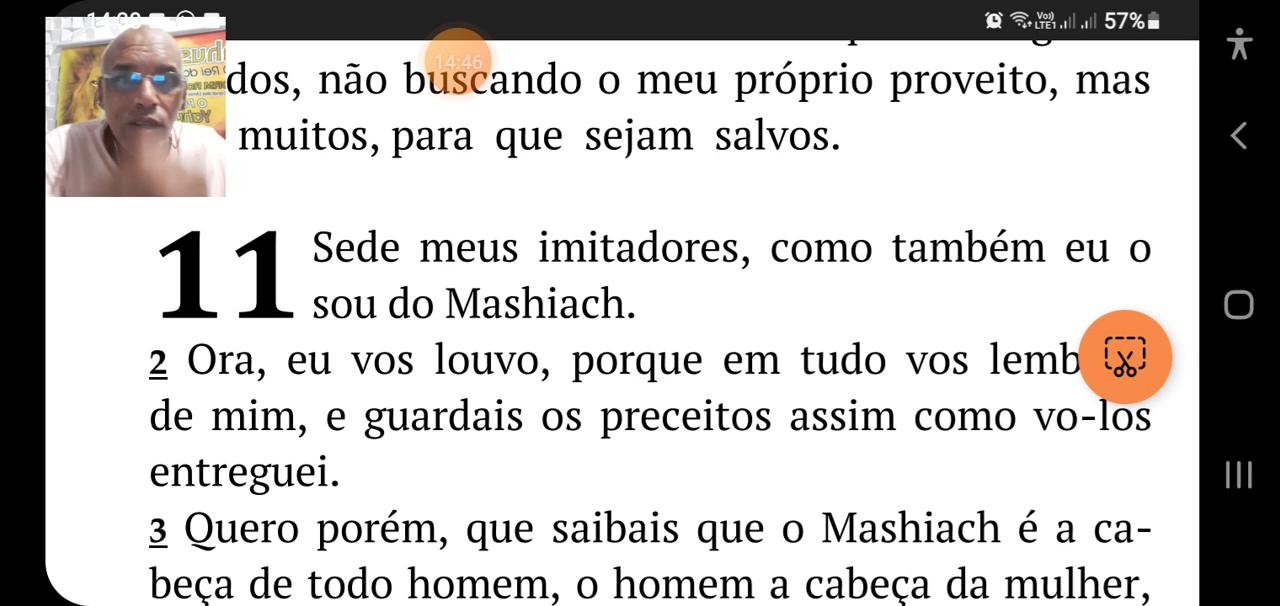 14:46
57%
dos, não buscando o meu próprio proveito, mas
muitos, para que sejam salvos.
11 Sede meus imitadores, como também eu o
sou do Mashiach.
2 Ora, eu vos louvo, porque em tudo vos lemb
de mim, e guardais os preceitos assim como vo-los
entreguei.
3 Quero porém, que saibais que o Mashiach é a ca-
beça de todo homem, o homem a cabeça da mulher,